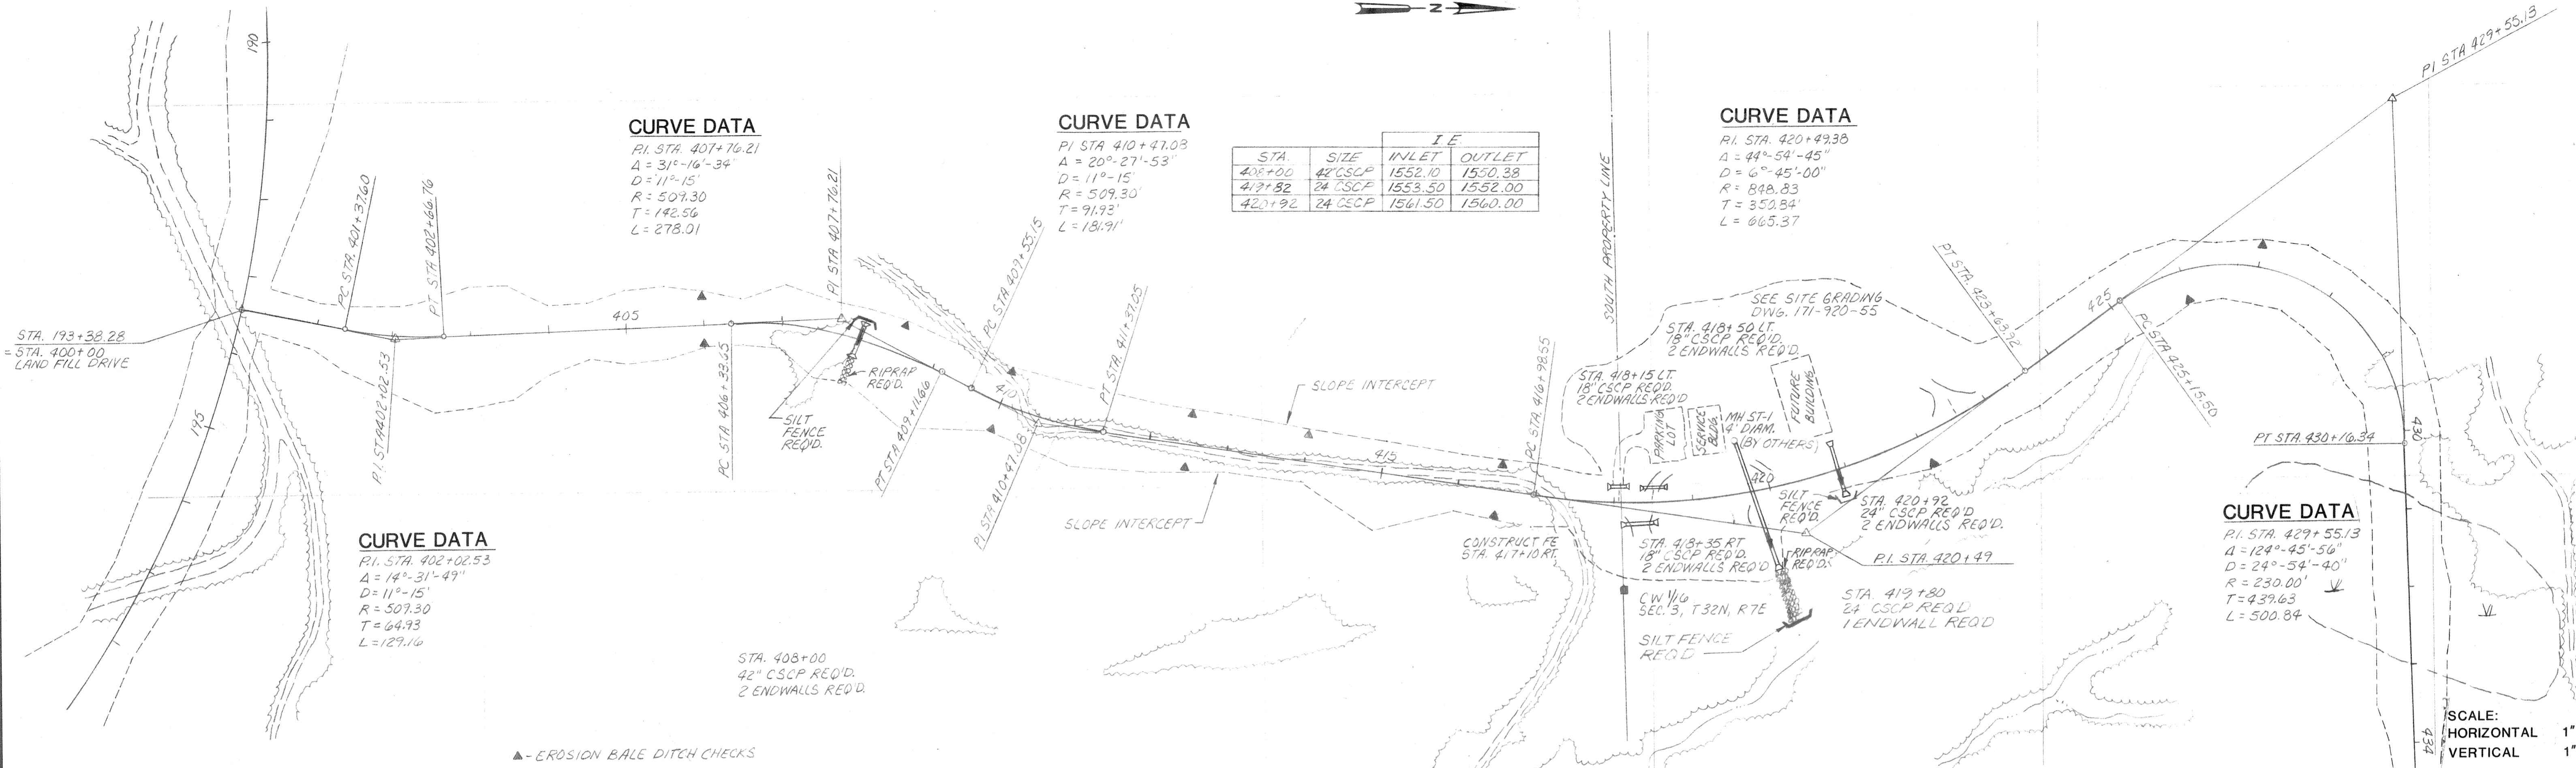 N
190
195
STA. 193+38.28
= STA. 400+00
LAND FILL DRIVE
PC STA. 401+37.60
P.I. STA 402+02.53
PT STA 402+66.76
405
PC STA 406+33.65
PI STA 407+76.21
PT STA 409+11.66
PC STA 409+55.15
410
PI STA 410+47.08
PT STA. 411+37.05
415
PC STA 416+98.55
SOUTH PROPERTY LINE
420
P.I. STA. 420+49
PT STA. 423+63.92
425
PC STA 425+15.50
PI STA 429+55.13
430
PT STA. 430+16.34
434
CURVE DATA
P.I. STA. 407+76.21
Δ = 31°-16'-34"
D = 11°-15'
R = 509.30
T = 142.56
L = 278.01
CURVE DATA
PI STA 410+47.08
Δ = 20°-27'-53"
D = 11°-15'
R = 509.30'
T = 91.93'
L = 181.91'
I E
STA. SIZE INLET OUTLET
408+00 42" CSCP 1552.10 1550.38
419+82 24 CSCP 1553.50 1552.00
420+92 24 CSCP 1561.50 1560.00
CURVE DATA
P.I. STA. 420+49.38
Δ = 44°-54'-45"
D = 6°-45'-00"
R = 848.83
T = 350.84'
L = 665.37
CURVE DATA
P.I. STA. 402+02.53
Δ = 14°-31'-49"
D = 11°-15'
R = 509.30
T = 64.93
L = 129.16
CURVE DATA
P.I. STA. 429+55.13
Δ = 124°-45'-56"
D = 24°-54'-40"
R = 230.00'
T = 439.63
L = 500.84
RIPRAP
REQ'D.
SILT
FENCE
REQ'D.
SLOPE INTERCEPT
SLOPE INTERCEPT
STA. 408+00
42" CSCP REQ'D.
2 ENDWALLS REQ'D.
SEE SITE GRADING
DWG. 171-920-55
STA. 418+50 LT.
18" CSCP REQ'D.
2 ENDWALLS REQ'D.
STA. 418+15 LT.
18" CSCP REQ'D.
2 ENDWALLS REQ'D
PARKING
LOT
SERVICE
BLDG
MH ST-1
4' DIAM.
(BY OTHERS)
FUTURE
BUILDING
CONSTRUCT FE
STA. 417+10 RT.
STA. 418+35 RT
18" CSCP REQ'D.
2 ENDWALLS REQ'D
SILT
FENCE
REQ'D.
STA. 420+92
24" CSCP REQ'D
2 ENDWALLS REQ'D.
RIPRAP
REQ'D.
CW 1/16
SEC. 3, T32N, R7E
SILT FENCE
REQ'D
STA. 419+80
24 CSCP REQ'D
1 ENDWALL REQ'D
▲ - EROSION BALE DITCH CHECKS
SCALE:
HORIZONTAL 1"
VERTICAL 1"